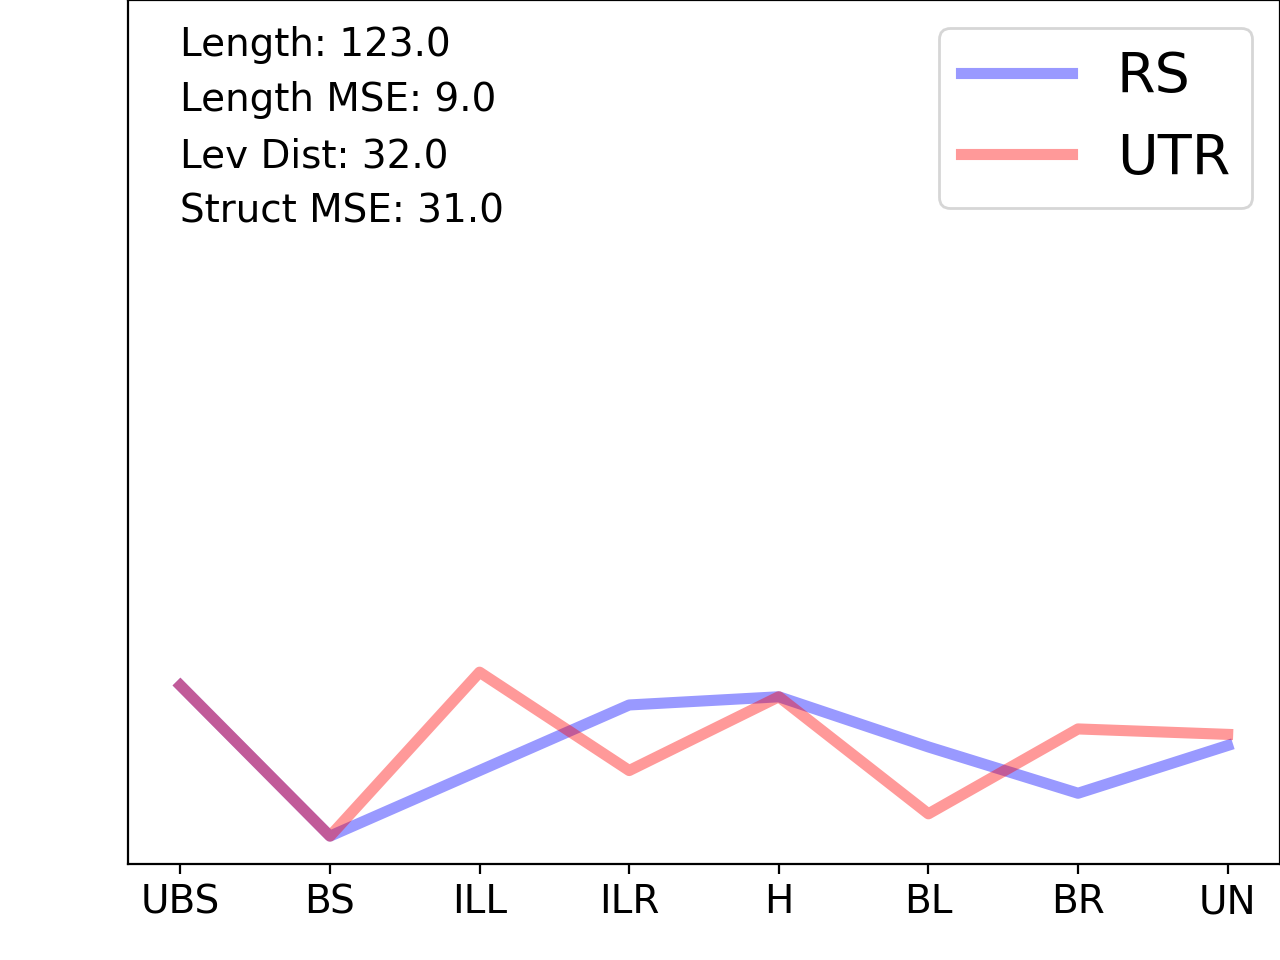 Length: 123.0
Length MSE: 9.0
Lev Dist: 32.0
Struct MSE: 31.0
RS
UTR
UBS BS ILL ILR H BL BR UN